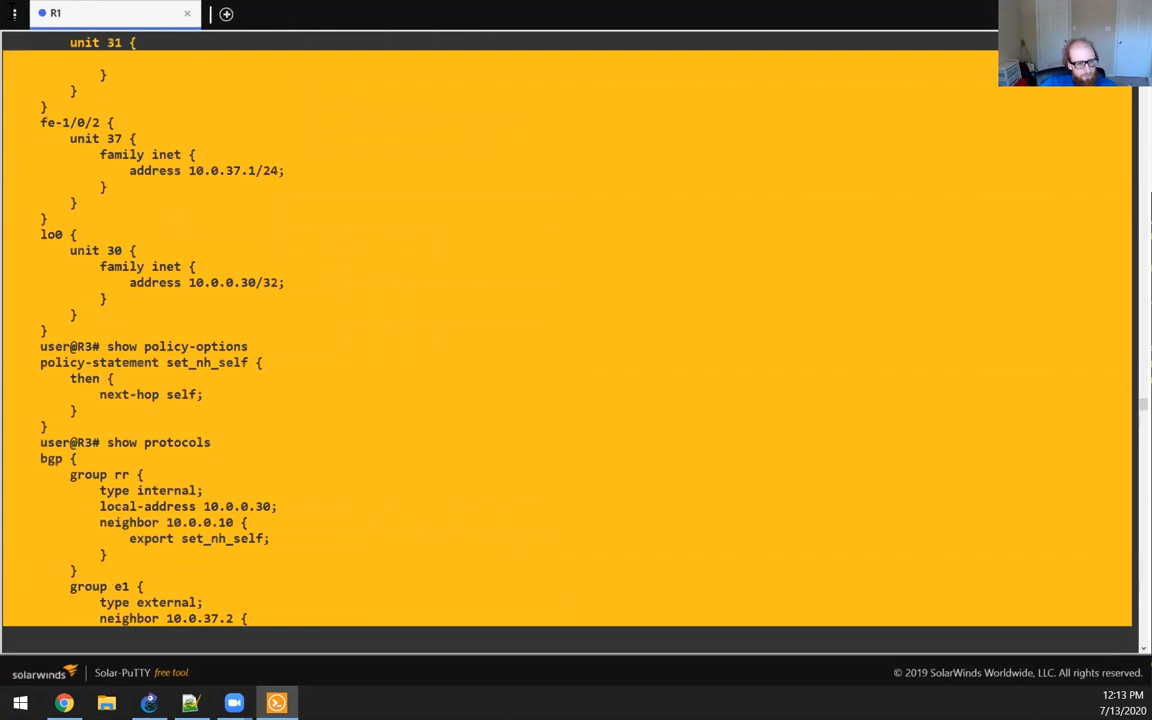 R1
unit 31 {
}
}
}
fe-1/0/2 {
unit 37 {
family inet {
address 10.0.37.1/24;
}
}
}
lo0 {
unit 30 {
family inet {
address 10.0.0.30/32;
}
}
}
user@R3# show policy-options
policy-statement set_nh_self {
then {
next-hop self;
}
}
user@R3# show protocols
bgp {
group rr {
type internal;
local-address 10.0.0.30;
neighbor 10.0.0.10 {
export set_nh_self;
}
}
group e1 {
type external;
neighbor 10.0.37.2 {
solarwinds Solar-PuTTY free tool © 2019 SolarWinds Worldwide, LLC. All rights reserved.
12:13 PM
7/13/2020